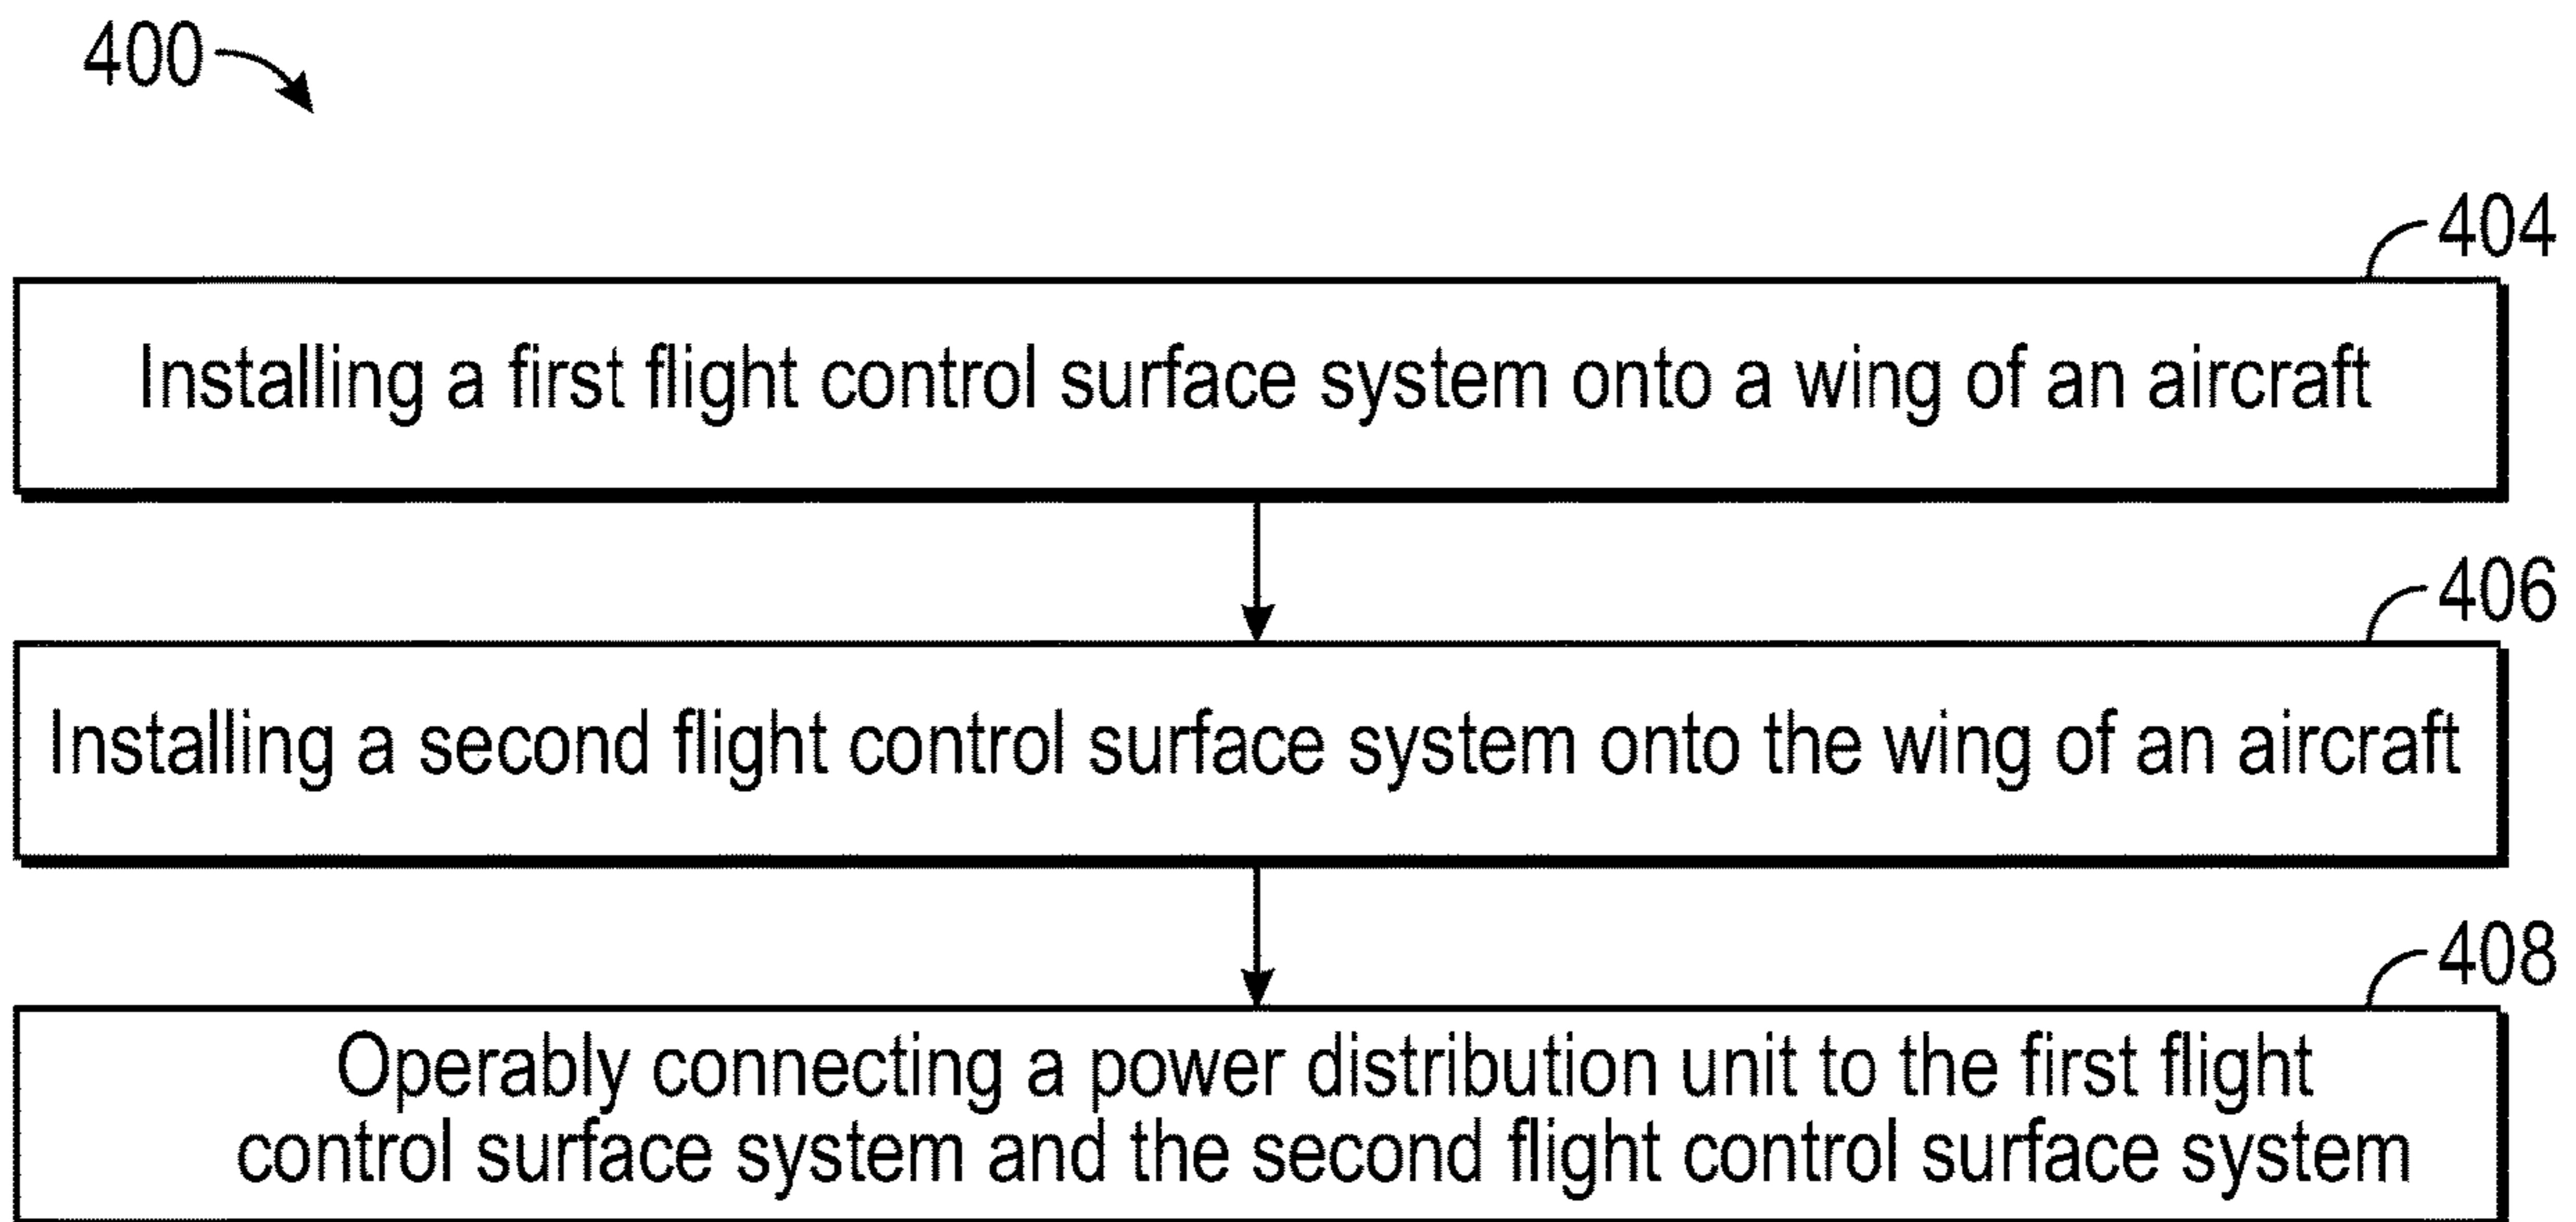 400
404
Installing a first flight control surface system onto a wing of an aircraft
406
Installing a second flight control surface system onto the wing of an aircraft
408
Operably connecting a power distribution unit to the first flight
control surface system and the second flight control surface system